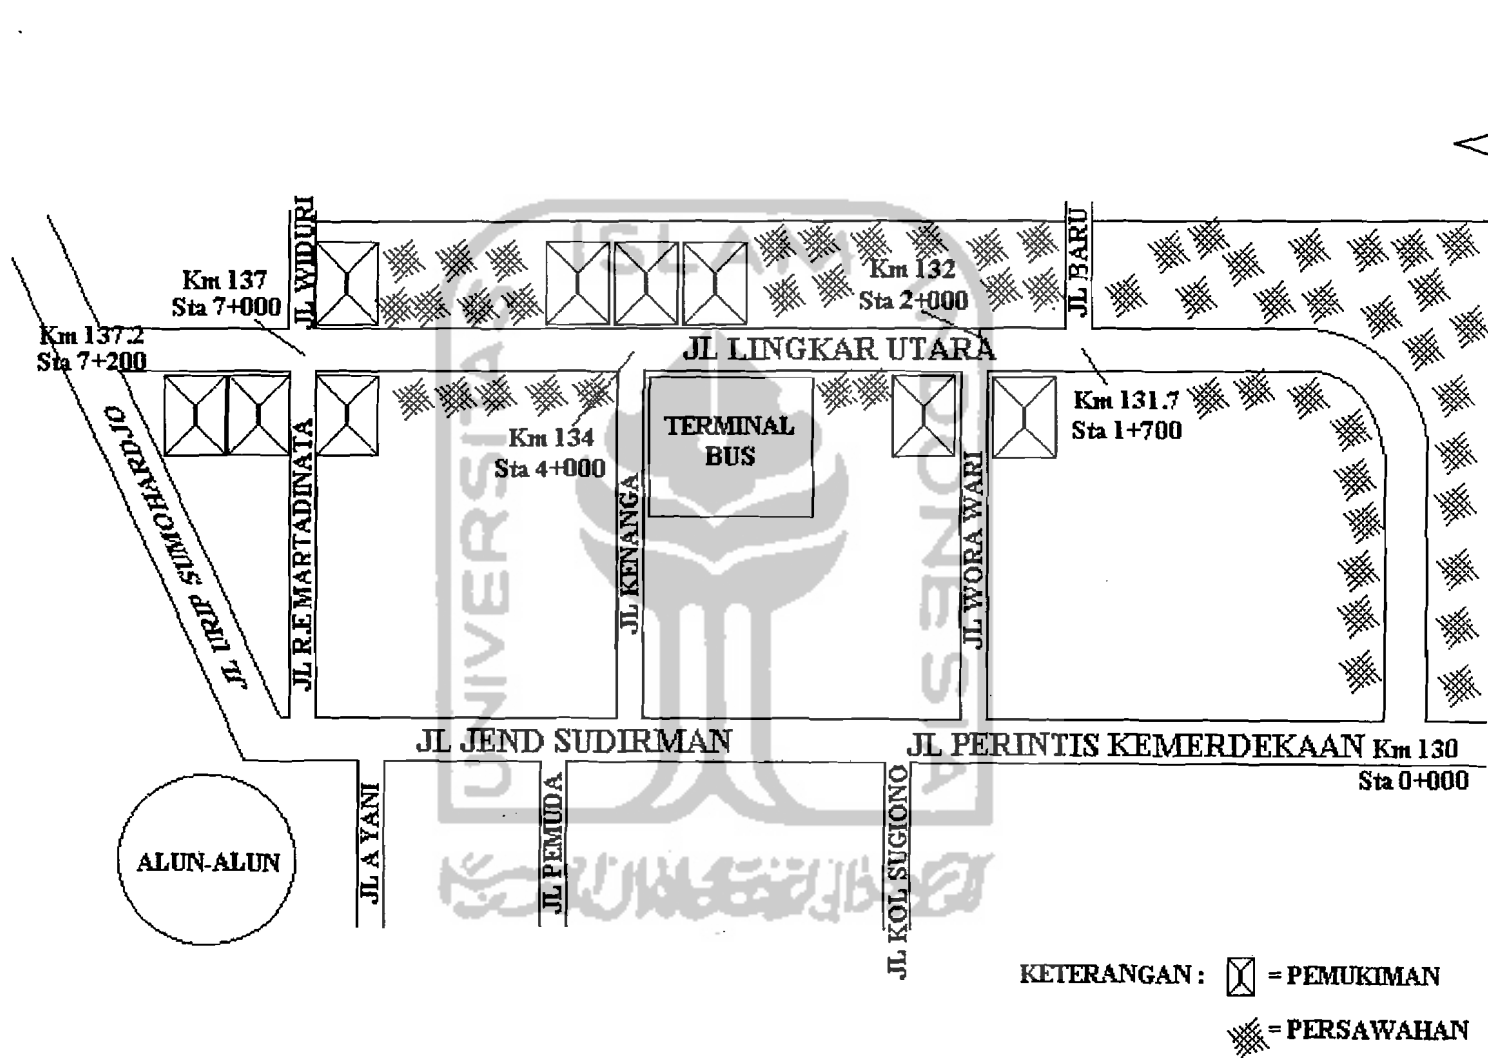 JL WIDURI
JL BARU
Km 137
Sta 7+000
Km 132
Sta 2+000
Km 137.2
Sta 7+200
JL LINGKAR UTARA
Km 131.7
Sta 1+700
Km 134
Sta 4+000
TERMINAL
BUS
JL URIP SUMOHARDJO
JL R.E MARTADINATA
JL KENANGA
JL WORA WARI
JL JEND SUDIRMAN
JL PERINTIS KEMERDEKAAN
Km 130
Sta 0+000
ALUN-ALUN
JL A YANI
JL PEMUDA
JL KOL SUGIONO
KETERANGAN :
= PEMUKIMAN
= PERSAWAHAN
UNIVERSITAS
ISLAM
INDONESIA